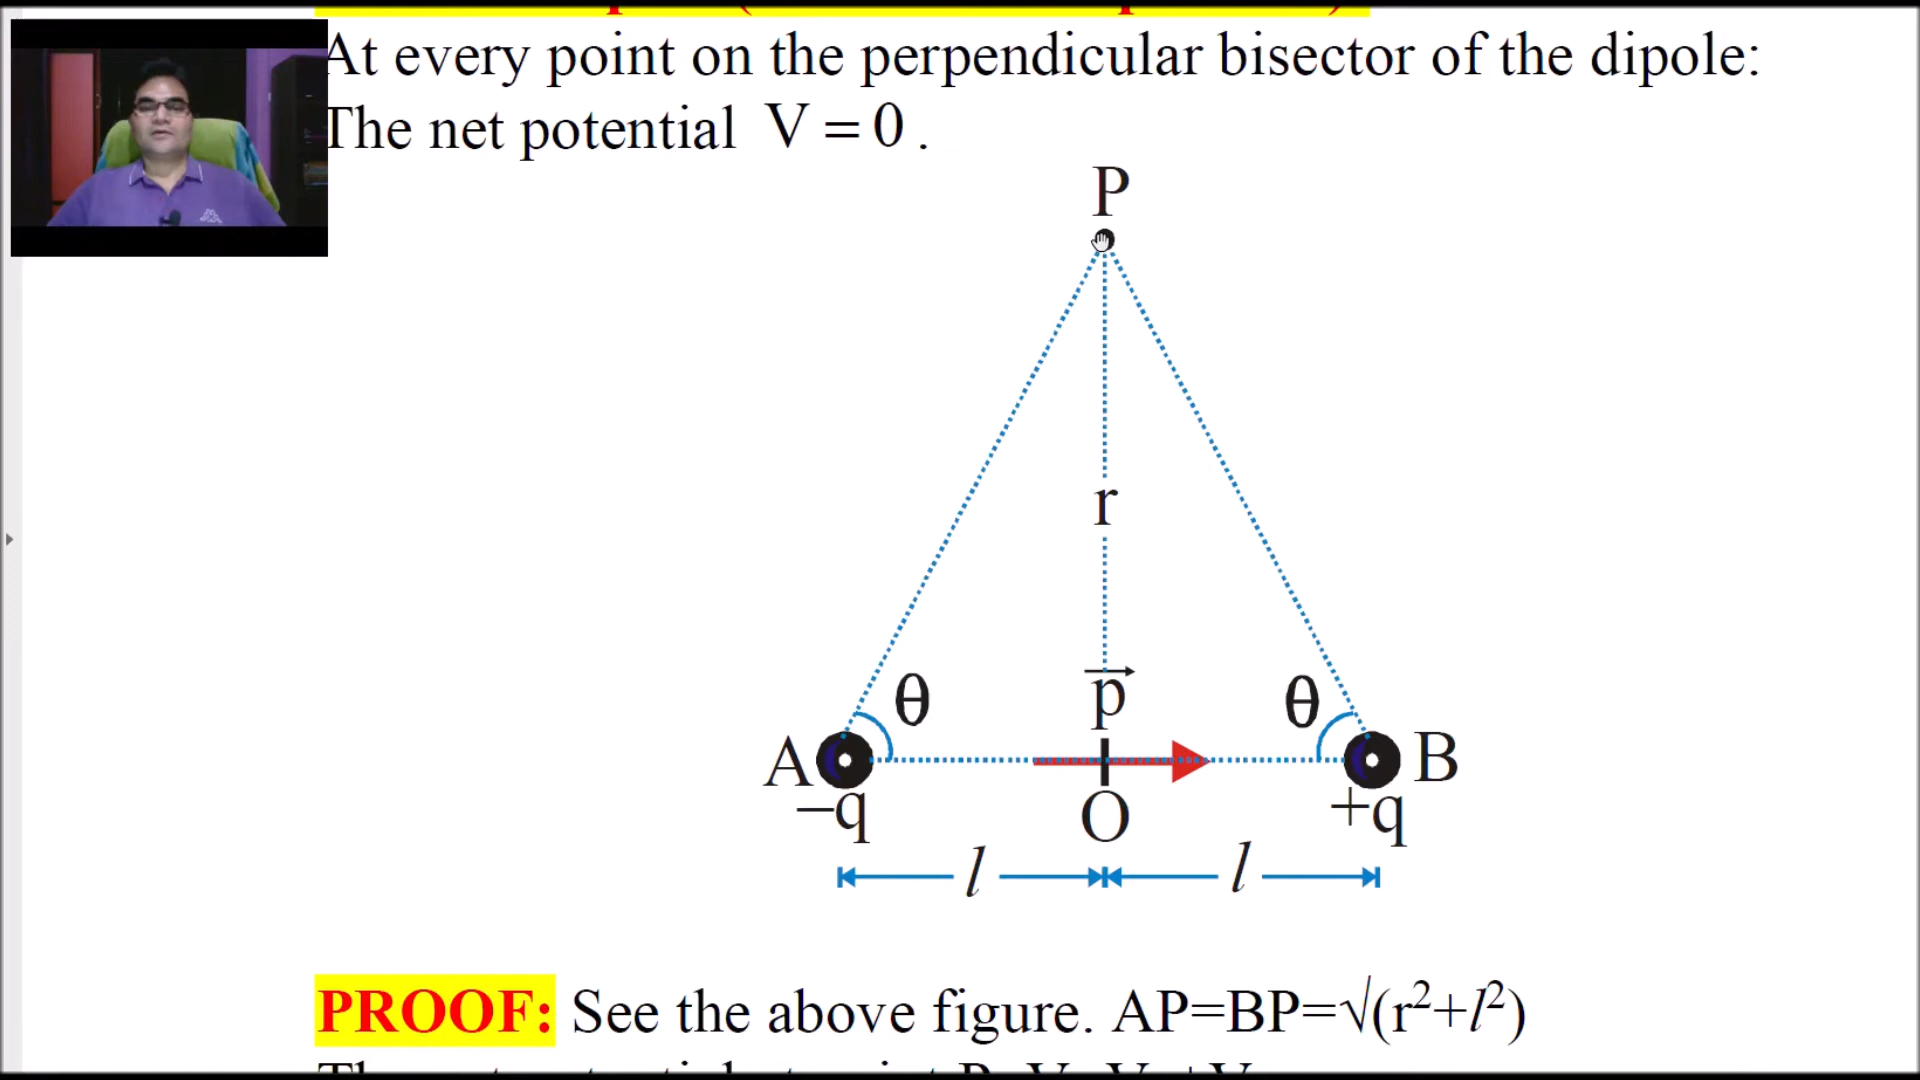 At every point on the perpendicular bisector of the dipole:
The net potential V = 0 .
P
r
p
θ θ
A B
−q O +q
l l
PROOF: See the above figure. AP=BP=√(r²+l²)